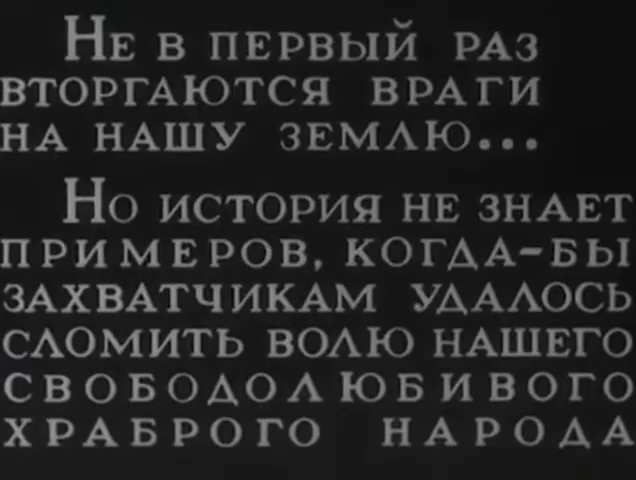 Не в первый раз
вторгаются враги
на нашу землю...
Но история не знает
примеров, когда-бы
захватчикам удалось
сломить волю нашего
свободолюбивого
храброго народа